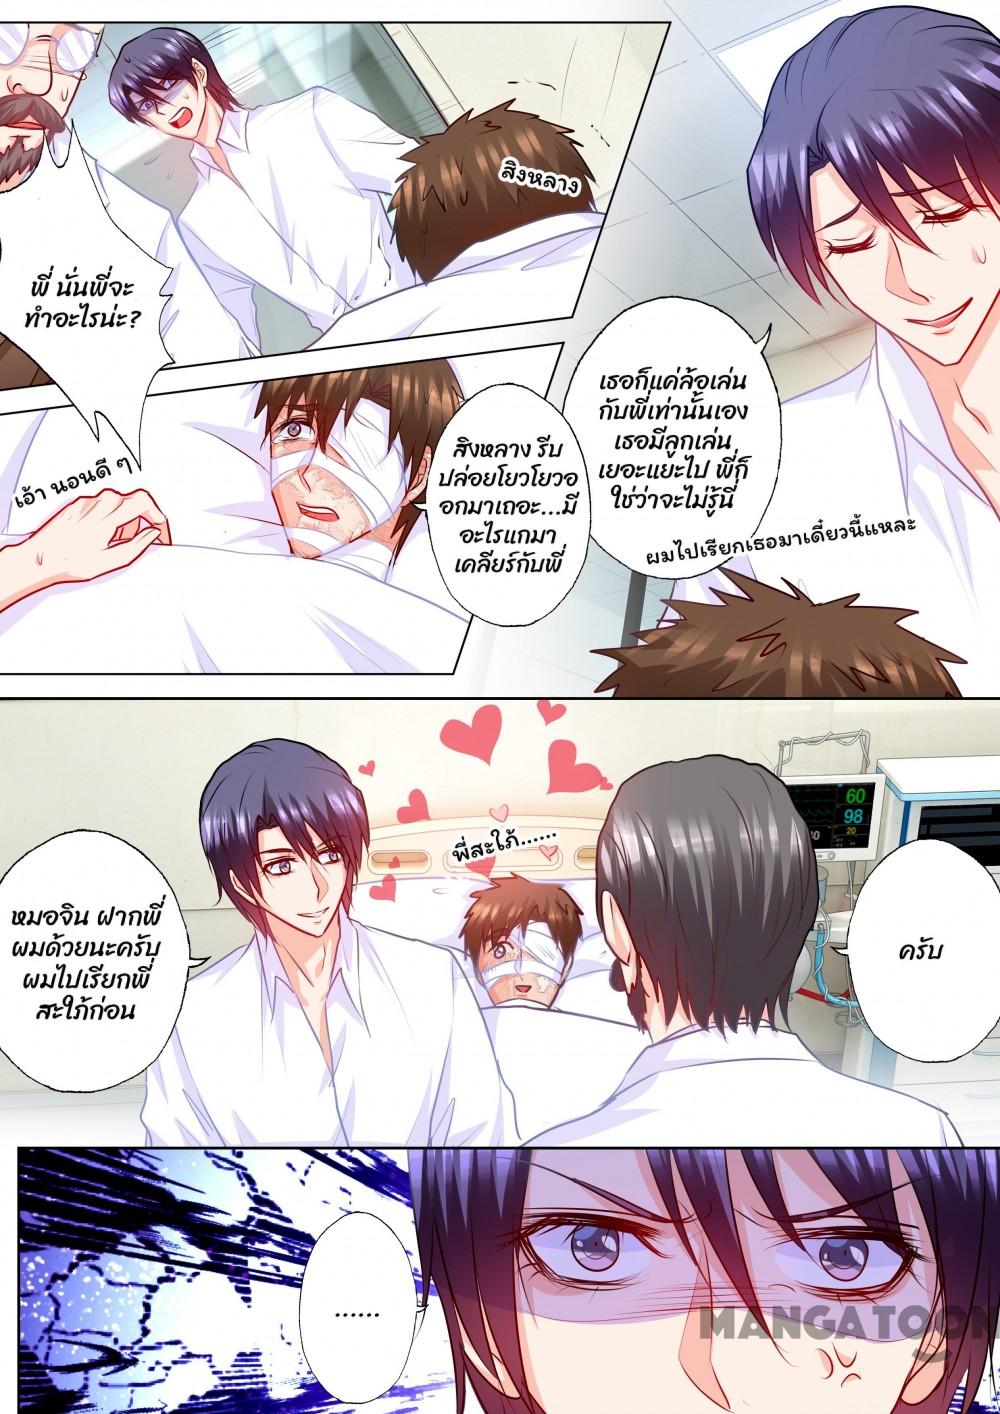 สิงหลาง
พี่ นั่นพี่จะ
ทำอะไรน่ะ?
เธอก็แค่ล้อเล่น
กับพี่เท่านั้นเอง
เธอมีลูกเล่น
เยอะแยะไป พี่ก็
ใช่ว่าจะไม่รู้นี่
ผมไปเรียกเธอมาเดี๋ยวนี้แหละ
เอ้า นอนดี ๆ
สิงหลาง รีบ
ปล่อยโยวโยวอ
อกมาเถอะ...มี
อะไรแกมา
เคลียร์กับพี่
พี่สะใภ้......
60
98
20
หมอจิน ฝากพี่
ผมด้วยนะครับ
ผมไปเรียกพี่
สะใภ้ก่อน
ครับ
......
MANGATOON